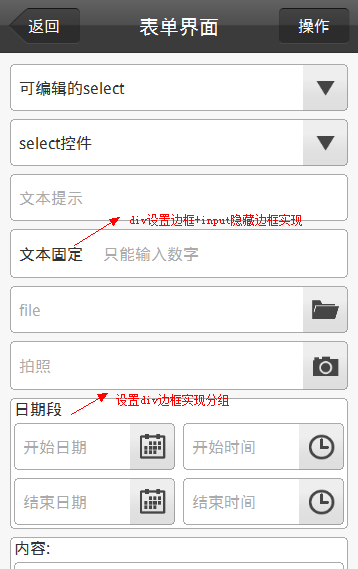 返回
表单界面
操作
可编辑的select
select控件
文本提示
div设置边框+input隐藏边框实现
文本固定 只能输入数字
file
拍照
设置div边框实现分组
日期段
开始日期 开始时间
结束日期 结束时间
内容: